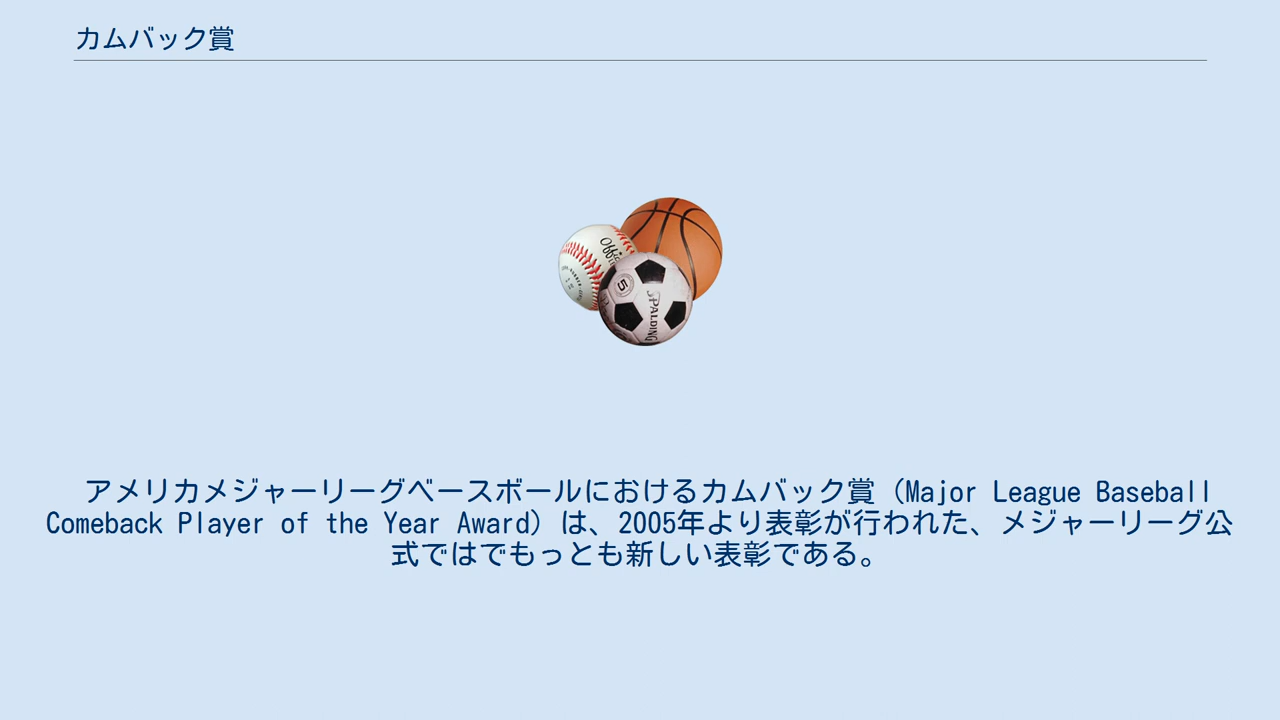 カムバック賞
Official
5
SPALDING
アメリカメジャーリーグベースボールにおけるカムバック賞（Major League Baseball
Comeback Player of the Year Award）は、2005年より表彰が行われた、メジャーリーグ公
式ではでもっとも新しい表彰である。